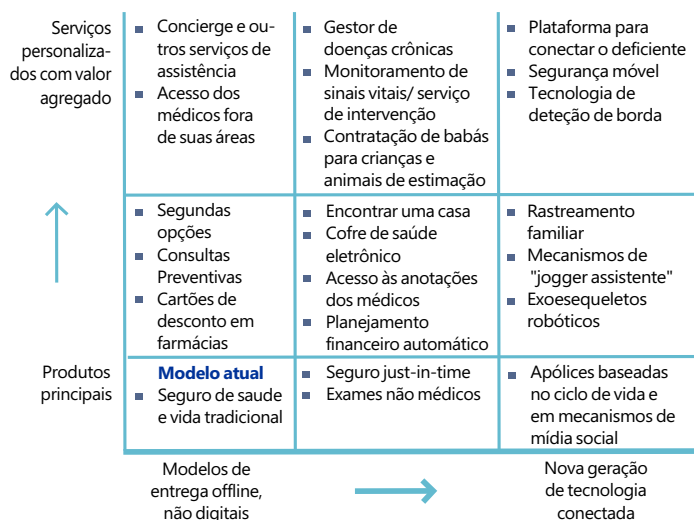 Serviços
personaliza-
dos com valor
agregado
Concierge e ou-
tros serviços de
assistência
Acesso dos
médicos fora
de suas áreas
Gestor de
doenças crônicas
Monitoramento de
sinais vitais/ serviço
de intervenção
Contratação de babás
para crianças e
animais de estimação
Plataforma para
conectar o deficiente
Segurança móvel
Tecnologia de
deteção de borda
Segundas
opções
Consultas
Preventivas
Cartões de
desconto em
farmácias
Encontrar uma casa
Cofre de saúde
eletrônico
Acesso às anotações
dos médicos
Planejamento
financeiro automático
Rastreamento
familiar
Mecanismos de
"jogger assistente"
Exoesequeletos
robóticos
Produtos
principais
Modelo atual
Seguro de saude
e vida tradicional
Seguro just-in-time
Exames não médicos
Apólices baseadas
no ciclo de vida e
em mecanismos de
mídia social
Modelos de
entrega offline,
não digitais
Nova geração
de tecnologia
conectada